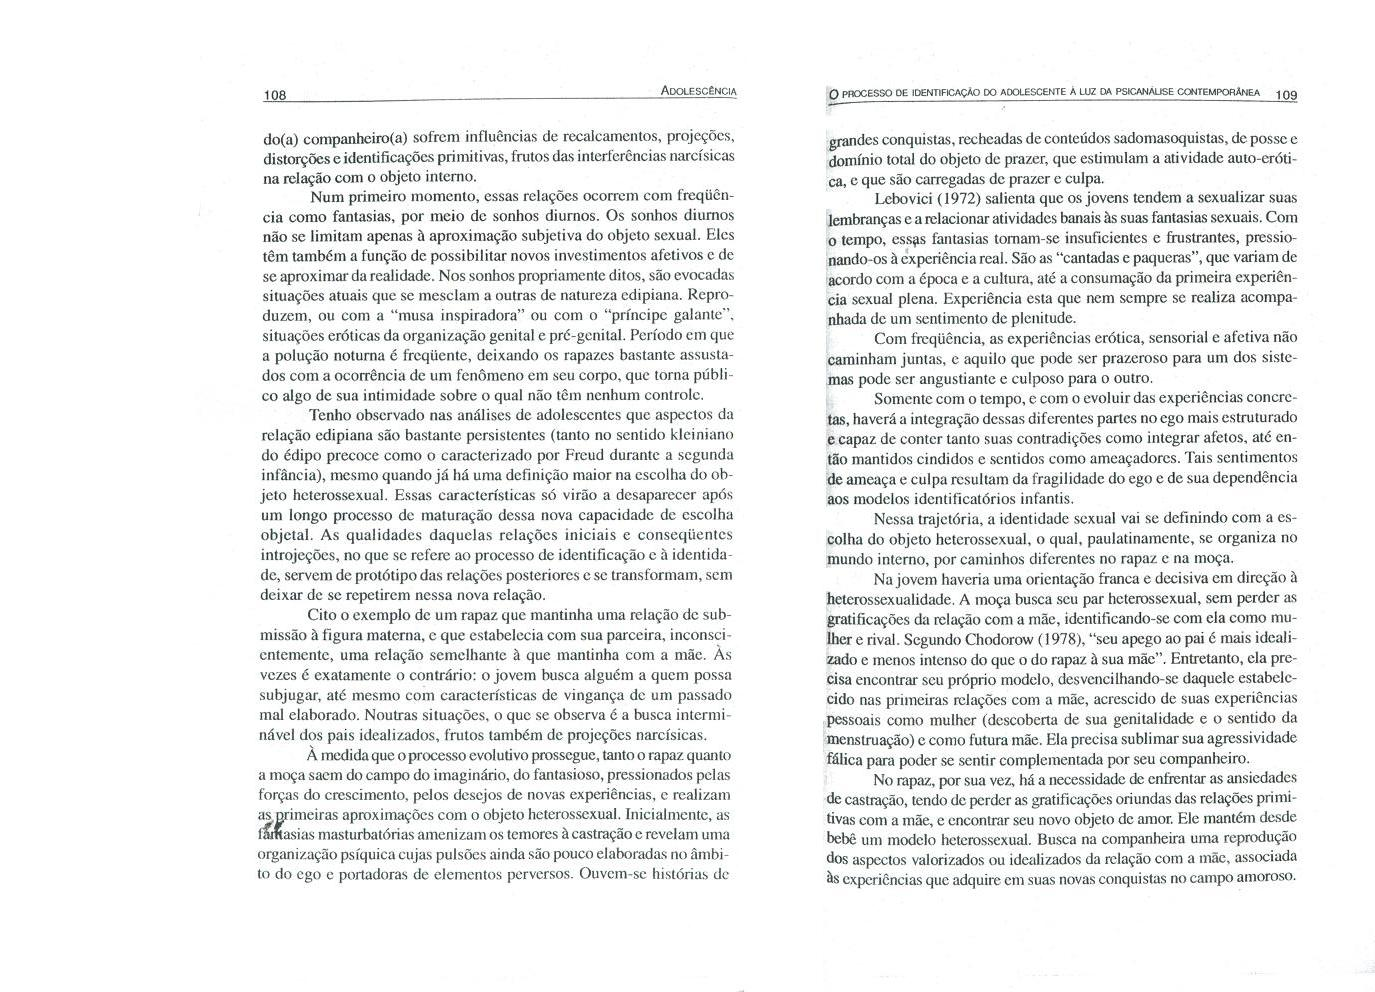 108 ADOLESCÊNCIA
do(a) companheiro(a) sofrem influências de recalcamentos, projeções,
distorções e identificações primitivas, frutos das interferências narcísicas
na relação com o objeto interno.
Num primeiro momento, essas relações ocorrem com freqüên-
cia como fantasias, por meio de sonhos diurnos. Os sonhos diurnos
não se limitam apenas à aproximação subjetiva do objeto sexual. Eles
têm também a função de possibilitar novos investimentos afetivos e de
se aproximar da realidade. Nos sonhos propriamente ditos, são evocadas
situações atuais que se mesclam a outras de natureza edipiana. Repro-
duzem, ou com a “musa inspiradora” ou com o “príncipe galante”,
situações eróticas da organização genital e pré-genital. Período em que
a polução noturna é freqüente, deixando os rapazes bastante assusta-
dos com a ocorrência de um fenômeno em seu corpo, que torna públi-
co algo de sua intimidade sobre o qual não têm nenhum controle.
Tenho observado nas análises de adolescentes que aspectos da
relação edipiana são bastante persistentes (tanto no sentido kleiniano
do édipo precoce como o caracterizado por Freud durante a segunda
infância), mesmo quando já há uma definição maior na escolha do ob-
jeto heterossexual. Essas características só virão a desaparecer após
um longo processo de maturação dessa nova capacidade de escolha
objetal. As qualidades daquelas relações iniciais e conseqüentes
introjeções, no que se refere ao processo de identificação e à identida-
de, servem de protótipo das relações posteriores e se transformam, sem
deixar de se repetirem nessa nova relação.
Cito o exemplo de um rapaz que mantinha uma relação de sub-
missão à figura materna, e que estabelecia com sua parceira, inconsci-
entemente, uma relação semelhante à que mantinha com a mãe. Às
vezes é exatamente o contrário: o jovem busca alguém a quem possa
subjugar, até mesmo com características de vingança de um passado
mal elaborado. Noutras situações, o que se observa é a busca intermi-
nável dos pais idealizados, frutos também de projeções narcísicas.
À medida que o processo evolutivo prossegue, tanto o rapaz quanto
a moça saem do campo do imaginário, do fantasioso, pressionados pelas
forças do crescimento, pelos desejos de novas experiências, e realizam
as primeiras aproximações com o objeto heterossexual. Inicialmente, as
fantasias masturbatórias amenizam os temores à castração e revelam uma
organização psíquica cujas pulsões ainda são pouco elaboradas no âmbi-
to do ego e portadoras de elementos perversos. Ouvem-se histórias de
O PROCESSO DE IDENTIFICAÇÃO DO ADOLESCENTE À LUZ DA PSICANÁLISE CONTEMPORÂNEA 109
grandes conquistas, recheadas de conteúdos sadomasoquistas, de posse e
domínio total do objeto de prazer, que estimulam a atividade auto-eróti-
ca, e que são carregadas de prazer e culpa.
Lebovici (1972) salienta que os jovens tendem a sexualizar suas
lembranças e a relacionar atividades banais às suas fantasias sexuais. Com
o tempo, essas fantasias tornam-se insuficientes e frustrantes, pressio-
nando-os à experiência real. São as “cantadas e paqueras”, que variam de
acordo com a época e a cultura, até a consumação da primeira experiên-
cia sexual plena. Experiência esta que nem sempre se realiza acompa-
nhada de um sentimento de plenitude.
Com freqüência, as experiências erótica, sensorial e afetiva não
caminham juntas, e aquilo que pode ser prazeroso para um dos siste-
mas pode ser angustiante e culposo para o outro.
Somente com o tempo, e com o evoluir das experiências concre-
tas, haverá a integração dessas diferentes partes no ego mais estruturado
e capaz de conter tanto suas contradições como integrar afetos, até en-
tão mantidos cindidos e sentidos como ameaçadores. Tais sentimentos
de ameaça e culpa resultam da fragilidade do ego e de sua dependência
aos modelos identificatórios infantis.
Nessa trajetória, a identidade sexual vai se definindo com a es-
colha do objeto heterossexual, o qual, paulatinamente, se organiza no
mundo interno, por caminhos diferentes no rapaz e na moça.
Na jovem haveria uma orientação franca e decisiva em direção à
heterossexualidade. A moça busca seu par heterossexual, sem perder as
gratificações da relação com a mãe, identificando-se com ela como mu-
lher e rival. Segundo Chodorow (1978), “seu apego ao pai é mais ideali-
zado e menos intenso do que o do rapaz à sua mãe”. Entretanto, ela pre-
cisa encontrar seu próprio modelo, desvencilhando-se daquele estabele-
cido nas primeiras relações com a mãe, acrescido de suas experiências
pessoais como mulher (descoberta de sua genitalidade e o sentido da
menstruação) e como futura mãe. Ela precisa sublimar sua agressividade
fálica para poder se sentir complementada por seu companheiro.
No rapaz, por sua vez, há a necessidade de enfrentar as ansiedades
de castração, tendo de perder as gratificações oriundas das relações primi-
tivas com a mãe, e encontrar seu novo objeto de amor. Ele mantém desde
bebê um modelo heterossexual. Busca na companheira uma reprodução
dos aspectos valorizados ou idealizados da relação com a mãe, associada
às experiências que adquire em suas novas conquistas no campo amoroso.